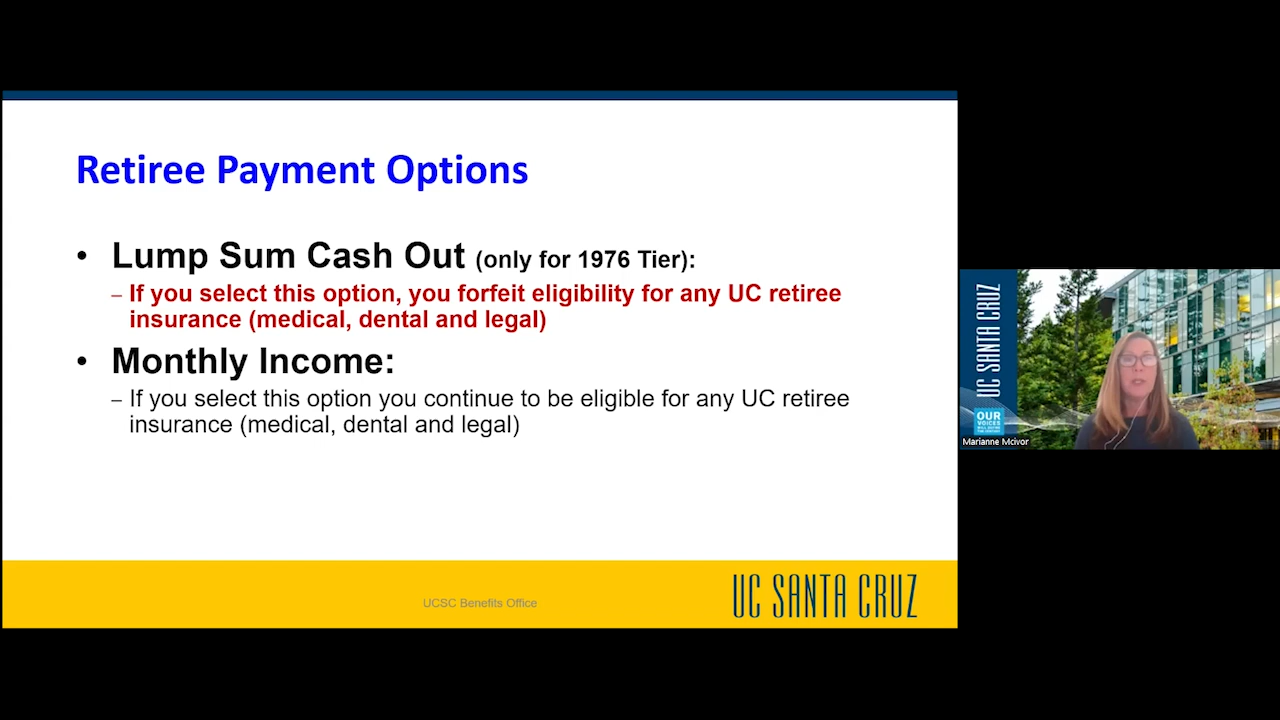 Retiree Payment Options
• Lump Sum Cash Out (only for 1976 Tier):
– If you select this option, you forfeit eligibility for any UC retiree
insurance (medical, dental and legal)
• Monthly Income:
– If you select this option you continue to be eligible for any UC retiree
insurance (medical, dental and legal)
UCSC Benefits Office
UC SANTA CRUZ
UC SANTA CRUZ
OUR
VOICES
Marianne Mcivor